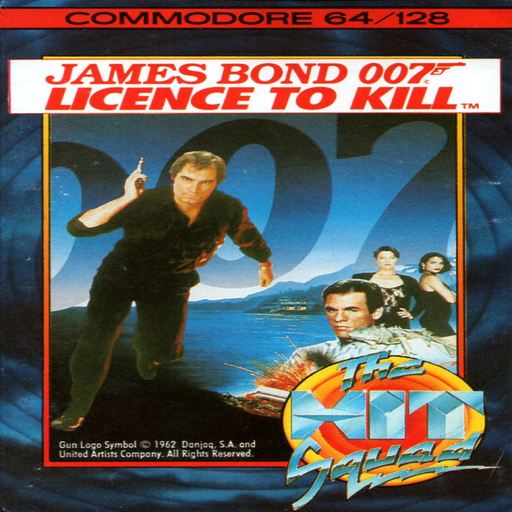 COMMODORE 64/128
JAMES BOND 007
LICENCE TO KILL TM
007
The
HIT
Squad
Gun Logo Symbol © 1962 Danjaq, S.A. and
United Artists Company. All Rights Reserved.